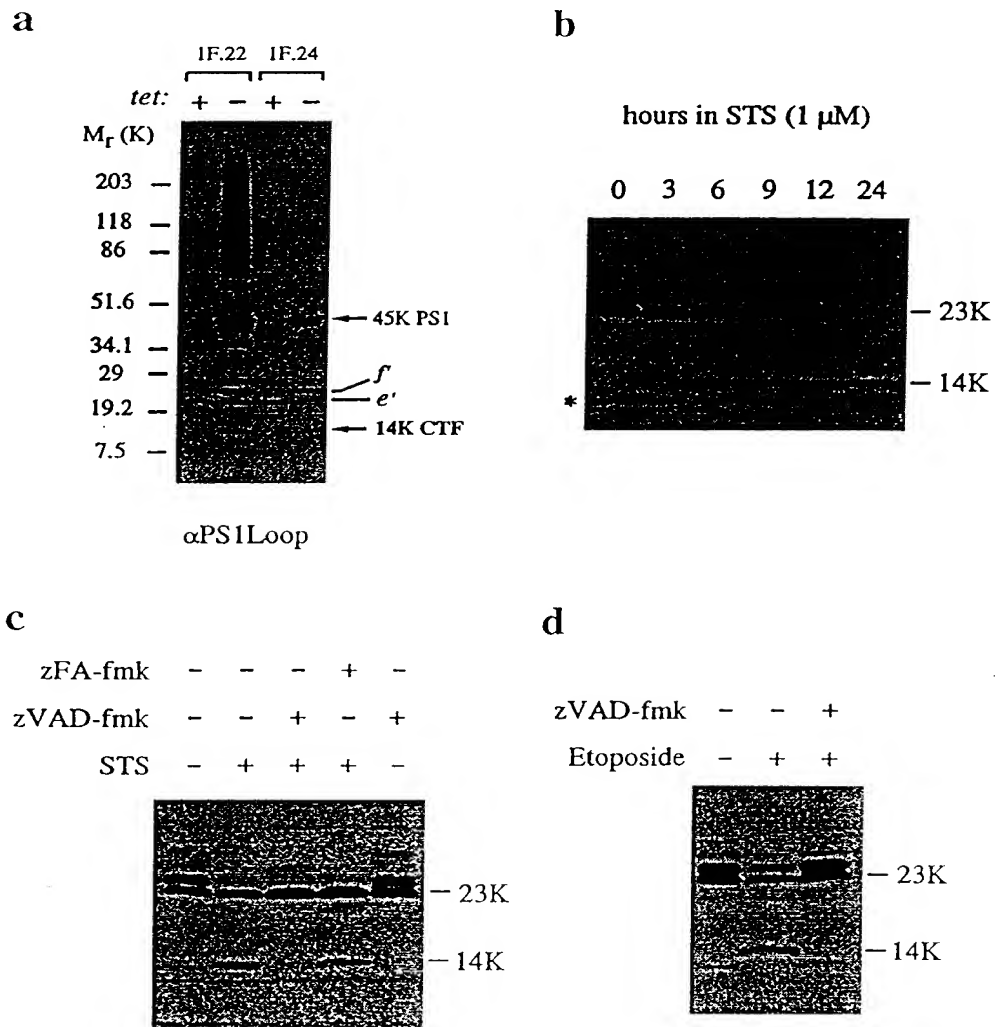 a
1F.22 1F.24
tet: + − + −
Mr (K)
203
118
86
51.6
34.1
29
19.2
7.5
45K PS1
f'
e'
14K CTF
αPS1Loop
b
hours in STS (1 μM)
0 3 6 9 12 24
23K
14K
*
c
zFA-fmk − − − + −
zVAD-fmk − − + − +
STS − + + + −
23K
14K
d
zVAD-fmk − − +
Etoposide − + +
23K
14K